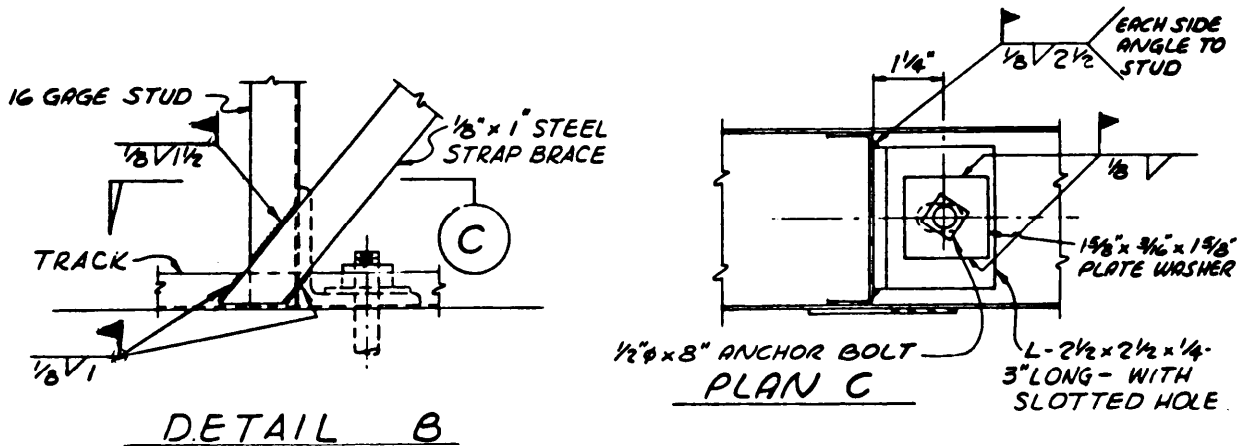 16 GAGE STUD
1/8 1 1/2
1/8" x 1" STEEL
STRAP BRACE
C
TRACK
1/8 1
DETAIL B
1 1/4"
1/8 2 1/2
EACH SIDE
ANGLE TO
STUD
1/8
1 5/8" x 3/16" x 1 5/8"
PLATE WASHER
1/2"φ x 8" ANCHOR BOLT
L - 2 1/2 x 2 1/2 x 1/4 -
3" LONG - WITH
SLOTTED HOLE
PLAN C